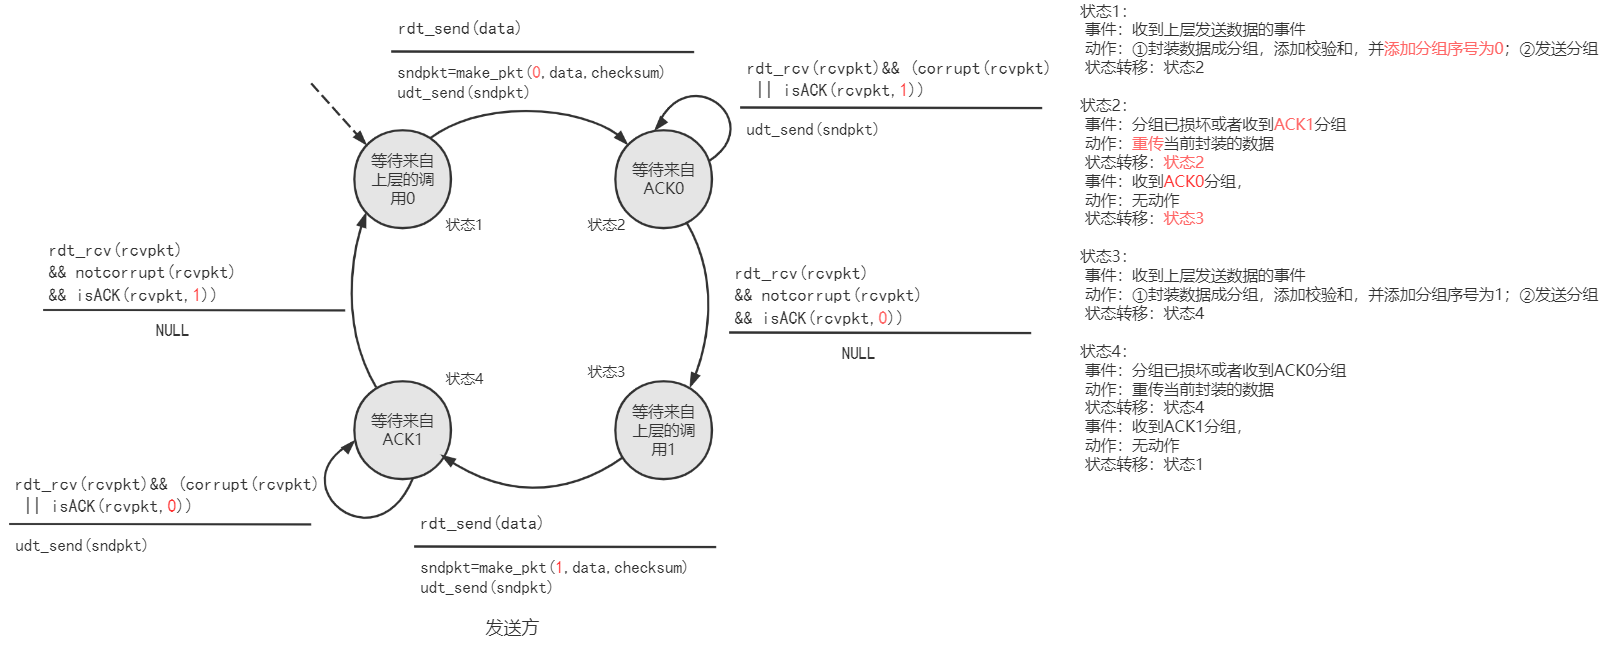 rdt_send(data)
sndpkt=make_pkt(0,data,checksum)
udt_send(sndpkt)
rdt_rcv(rcvpkt)&& (corrupt(rcvpkt)
|| isACK(rcvpkt,1))
udt_send(sndpkt)
等待来自
上层的调
用0
状态1
等待来自
ACK0
状态2
rdt_rcv(rcvpkt)
&& notcorrupt(rcvpkt)
&& isACK(rcvpkt,1))
NULL
rdt_rcv(rcvpkt)
&& notcorrupt(rcvpkt)
&& isACK(rcvpkt,0))
NULL
状态4
等待来自
ACK1
状态3
等待来自
上层的调
用1
rdt_rcv(rcvpkt)&& (corrupt(rcvpkt)
|| isACK(rcvpkt,0))
udt_send(sndpkt)
rdt_send(data)
sndpkt=make_pkt(1,data,checksum)
udt_send(sndpkt)
发送方
状态1：
事件：收到上层发送数据的事件
动作：①封装数据成分组，添加校验和，并添加分组序号为0；②发送分组
状态转移：状态2
状态2：
事件：分组已损坏或者收到ACK1分组
动作：重传当前封装的数据
状态转移：状态2
事件：收到ACK0分组，
动作：无动作
状态转移：状态3
状态3：
事件：收到上层发送数据的事件
动作：①封装数据成分组，添加校验和，并添加分组序号为1；②发送分组
状态转移：状态4
状态4：
事件：分组已损坏或者收到ACK0分组
动作：重传当前封装的数据
状态转移：状态4
事件：收到ACK1分组，
动作：无动作
状态转移：状态1